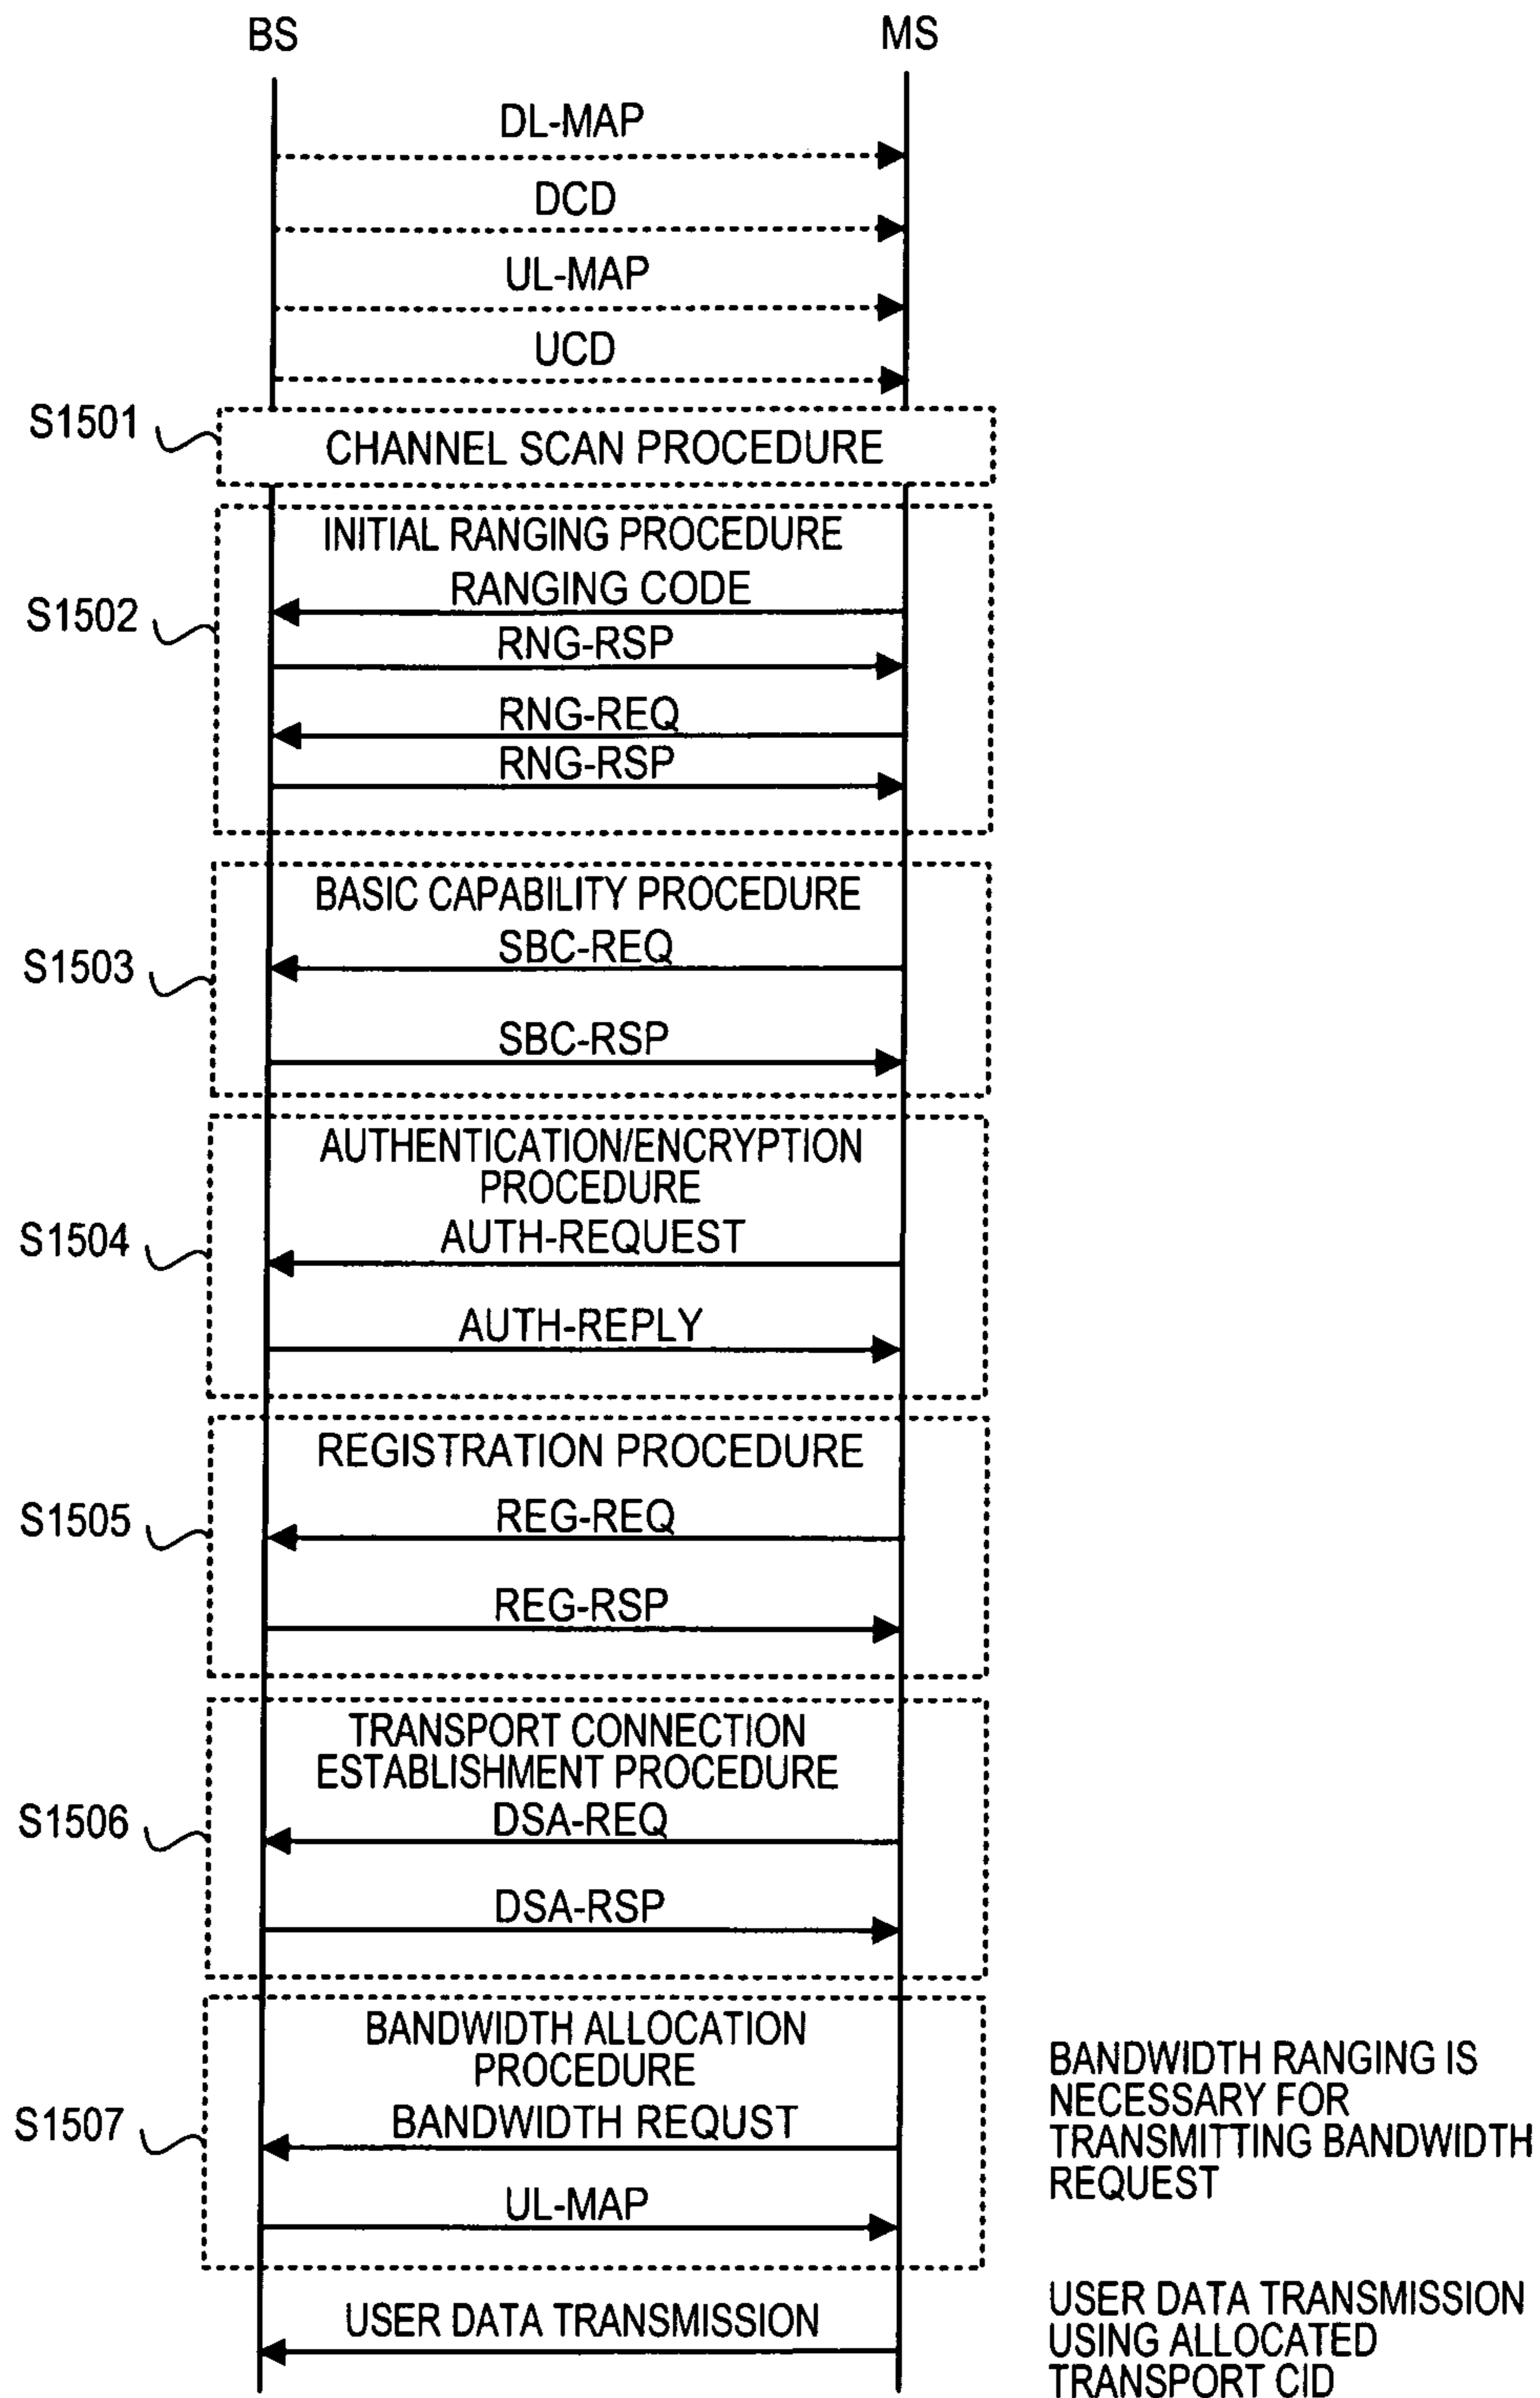 BS MS
DL-MAP
DCD
UL-MAP
UCD
S1501
CHANNEL SCAN PROCEDURE
INITIAL RANGING PROCEDURE
RANGING CODE
S1502
RNG-RSP
RNG-REQ
RNG-RSP
BASIC CAPABILITY PROCEDURE
SBC-REQ
S1503
SBC-RSP
AUTHENTICATION/ENCRYPTION
PROCEDURE
S1504
AUTH-REQUEST
AUTH-REPLY
REGISTRATION PROCEDURE
S1505
REG-REQ
REG-RSP
TRANSPORT CONNECTION
ESTABLISHMENT PROCEDURE
S1506
DSA-REQ
DSA-RSP
BANDWIDTH ALLOCATION
PROCEDURE
S1507
BANDWIDTH REQUST
UL-MAP
BANDWIDTH RANGING IS
NECESSARY FOR
TRANSMITTING BANDWIDTH
REQUEST
USER DATA TRANSMISSION
USER DATA TRANSMISSION
USING ALLOCATED
TRANSPORT CID